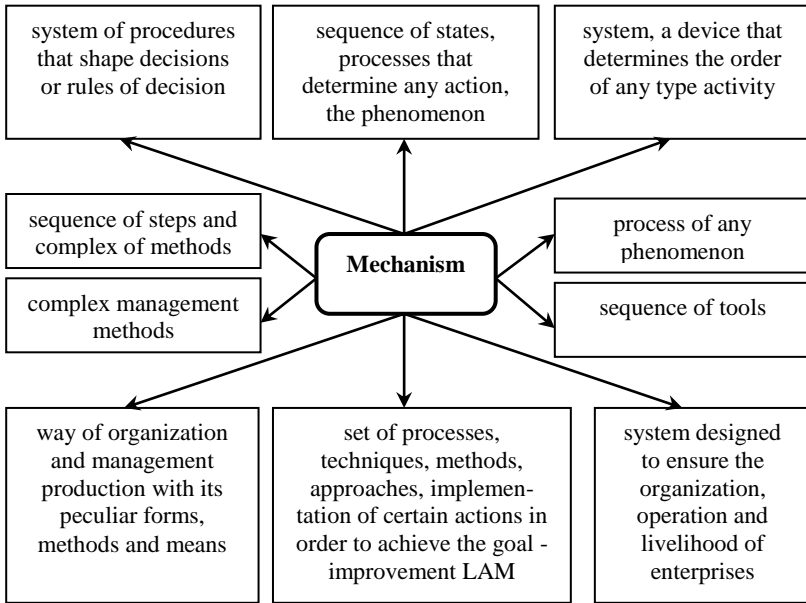 system of procedures
that shape decisions
or rules of decision
sequence of states,
processes that
determine any action,
the phenomenon
system, a device that
determines the order
of any type activity
sequence of steps and
complex of methods
Mechanism
process of any
phenomenon
complex management
methods
sequence of tools
way of organization
and management
production with its
peculiar forms,
methods and means
set of processes,
techniques, methods,
approaches, implemen-
tation of certain actions in
order to achieve the goal -
improvement LAM
system designed
to ensure the
organization,
operation and
livelihood of
enterprises